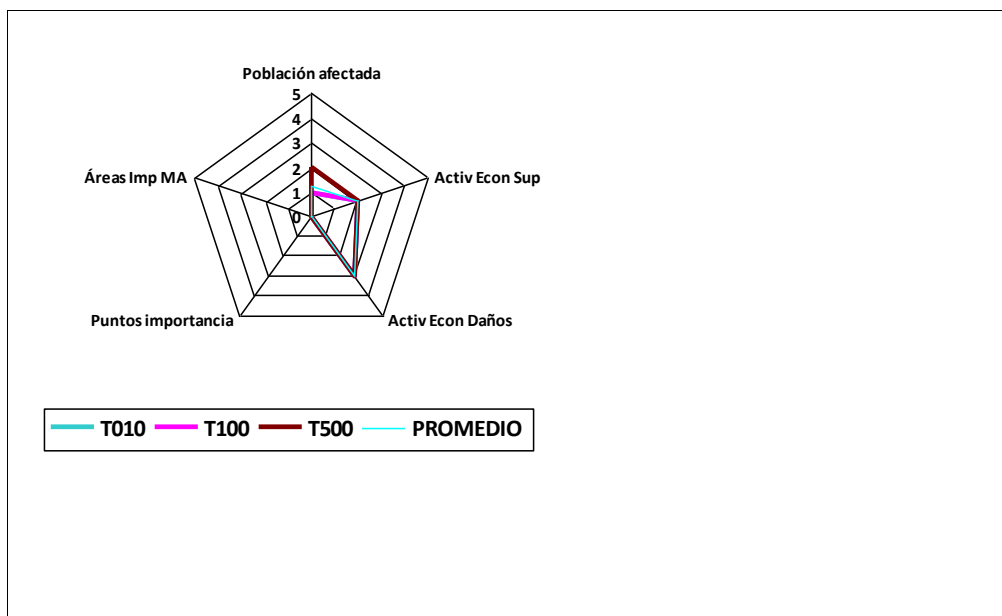 Población afectada
5
4
3
2
1
0
Áreas Imp MA
Activ Econ Sup
Puntos importancia
Activ Econ Daños
T010 T100 T500 PROMEDIO